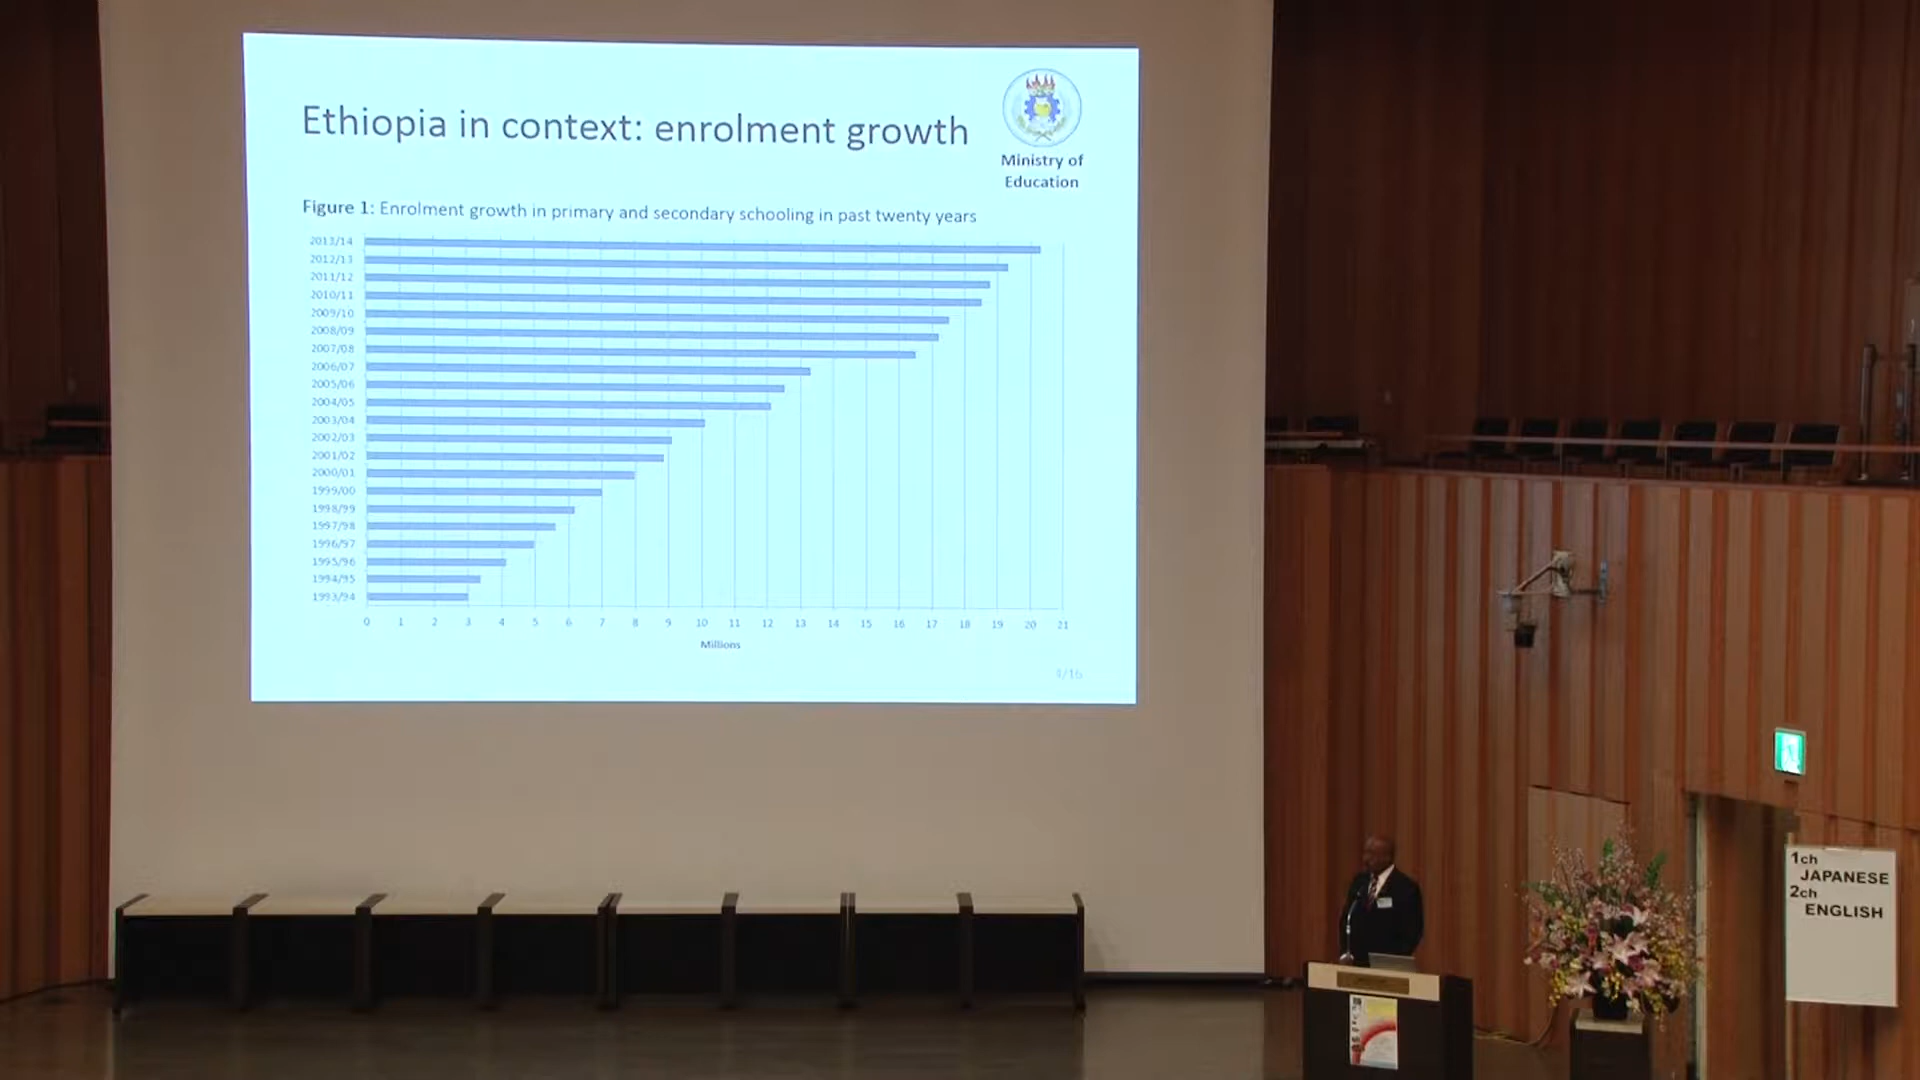 Ethiopia in context: enrolment growth
Ministry of
Education
Figure 1: Enrolment growth in primary and secondary schooling in past twenty years
2013/14
2012/13
2011/12
2010/11
2009/10
2008/09
2007/08
2006/07
2005/06
2004/05
2003/04
2002/03
2001/02
2000/01
1999/00
1998/99
1997/98
1996/97
1995/96
1994/95
1993/94
0 1 2 3 4 5 6 7 8 9 10 11 12 13 14 15 16 17 18 19 20 21
Millions
1ch
JAPANESE
2ch
ENGLISH